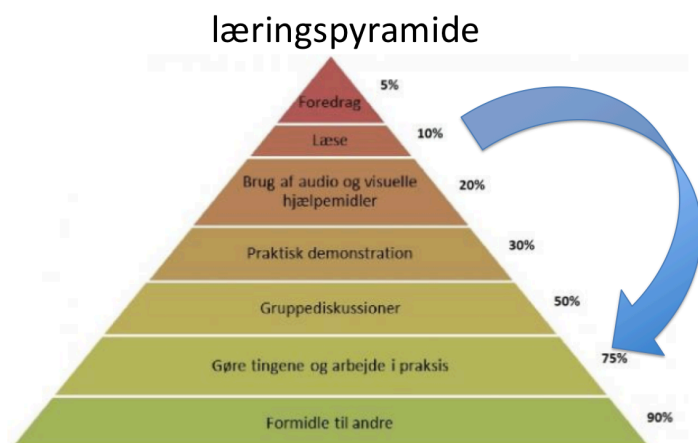 læringspyramide
5%
Foredrag
10%
Læse
20%
Brug af audio og visuelle
hjælpemidler
30%
Praktisk demonstration
50%
Gruppediskussioner
75%
Gøre tingene og arbejde i praksis
90%
Formidle til andre